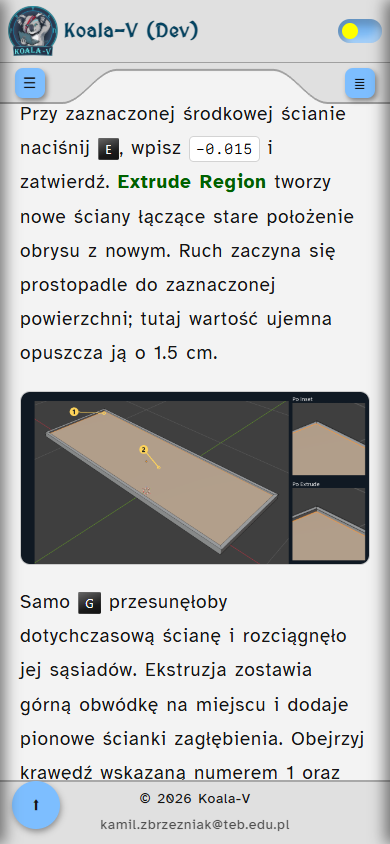 KOALA-V
Koala-V (Dev)
Przy zaznaczonej środkowej ścianie
naciśnij E, wpisz -0.015 i
zatwierdź. Extrude Region tworzy
nowe ściany łączące stare położenie
obrysu z nowym. Ruch zaczyna się
prostopadle do zaznaczonej
powierzchni; tutaj wartość ujemna
opuszcza ją o 1.5 cm.
Po Inset
1
2
Po Extrude
Samo G przesunęłoby
dotychczasową ścianę i rozciągnęło
jej sąsiadów. Ekstruzja zostawia
górną obwódkę na miejscu i dodaje
pionowe ścianki zagłębienia. Obejrzyj
krawędź wskazaną numerem 1 oraz
© 2026 Koala-V
kamil.zbrzezniak@teb.edu.pl